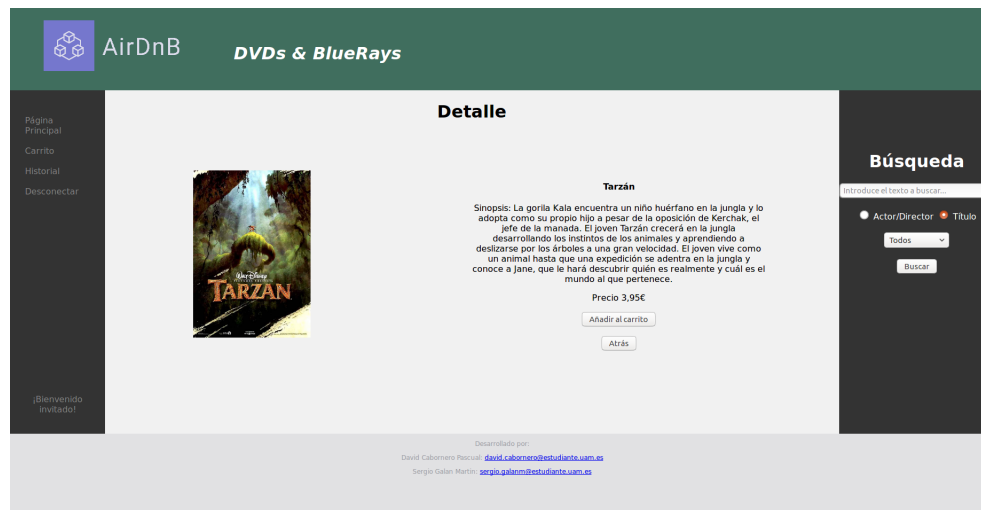 AirDnB
DVDs & BlueRays
Página
Principal
Carrito
Historial
Desconectar
¡Bienvenido
invitado!
Detalle
WALT DISNEY
TARZAN
Tarzán
Sinopsis: La gorila Kala encuentra un niño huérfano en la jungla y lo
adopta como su propio hijo a pesar de la oposición de Kerchak, el
jefe de la manada. El joven Tarzán crecerá en la jungla
desarrollando los instintos de los animales y aprendiendo a
deslizarse por los árboles a una gran velocidad. El joven vive como
un animal hasta que una expedición se adentra en la jungla y
conoce a Jane, que le hará descubrir quién es realmente y cuál es el
mundo al que pertenece.
Precio 3,95€
Añadir al carrito
Atrás
Búsqueda
Introduce el texto a buscar...
Actor/Director Título
Todos
Buscar
Desarrollado por:
David Cabornero Pascual: david.cabornero@estudiante.uam.es
Sergio Galan Martin: sergio.galanm@estudiante.uam.es